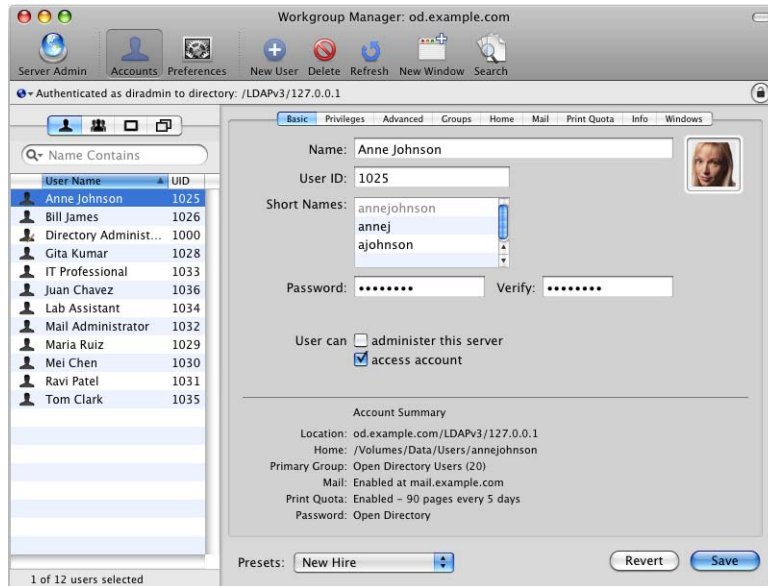 Workgroup Manager: od.example.com
Server Admin Accounts Preferences New User Delete Refresh New Window Search
Authenticated as diradmin to directory: /LDAPv3/127.0.0.1
Name Contains
User Name UID
Anne Johnson 1025
Bill James 1026
Directory Administ... 1000
Gita Kumar 1028
IT Professional 1033
Juan Chavez 1036
Lab Assistant 1034
Mail Administrator 1032
Maria Ruiz 1029
Mei Chen 1030
Ravi Patel 1031
Tom Clark 1035
1 of 12 users selected
Basic Privileges Advanced Groups Home Mail Print Quota Info Windows
Name: Anne Johnson
User ID: 1025
Short Names: annejohnson
annej
ajohnson
Password: •••••••• Verify: ••••••••
User can administer this server
access account
Account Summary
Location: od.example.com/LDAPv3/127.0.0.1
Home: /Volumes/Data/Users/annejohnson
Primary Group: Open Directory Users (20)
Mail: Enabled at mail.example.com
Print Quota: Enabled – 90 pages every 5 days
Password: Open Directory
Presets: New Hire Revert Save